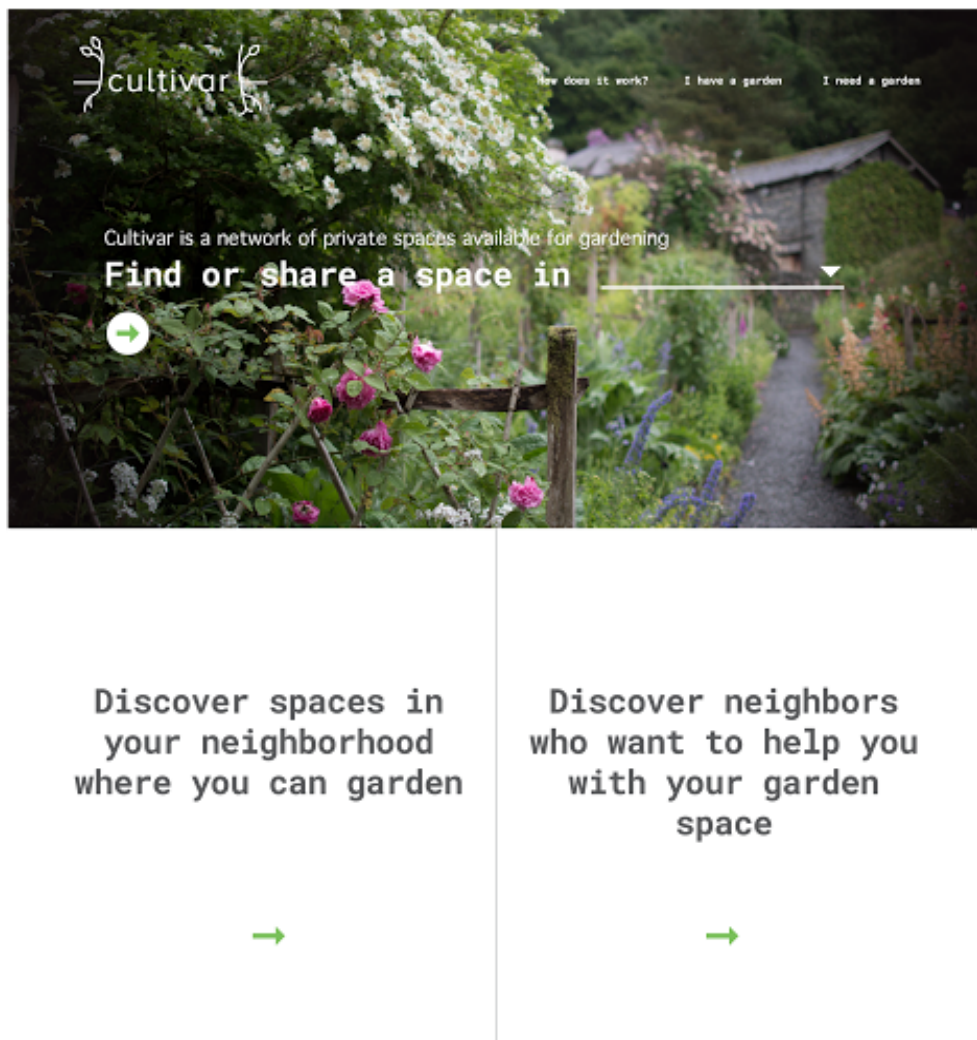 cultivar
How does it work? I have a garden I need a garden
Cultivar is a network of private spaces available for gardening
Find or share a space in
Discover spaces in
your neighborhood
where you can garden
Discover neighbors
who want to help you
with your garden
space